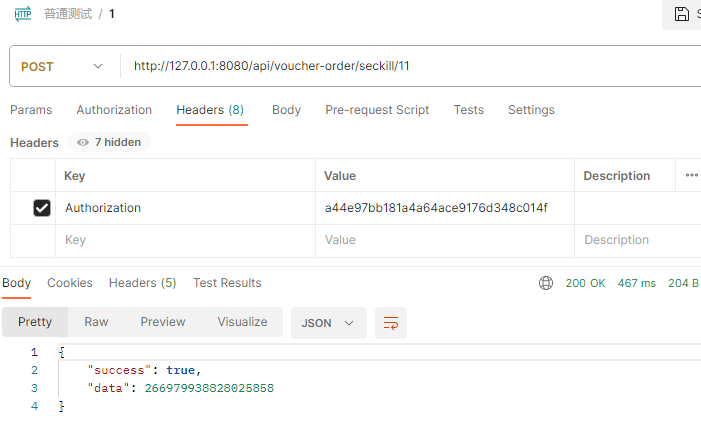 HTTP 普通测试 / 1
S
POST http://127.0.0.1:8080/api/voucher-order/seckill/11
Params Authorization Headers (8) Body Pre-request Script Tests Settings
Headers 7 hidden
Key Value Description
Authorization a44e97bb181a4a64ace9176d348c014f
Key Value Description
Body Cookies Headers (5) Test Results 200 OK 467 ms 204 B
Pretty Raw Preview Visualize JSON
1 {
2 "success": true,
3 "data": 266979938828025858
4 }